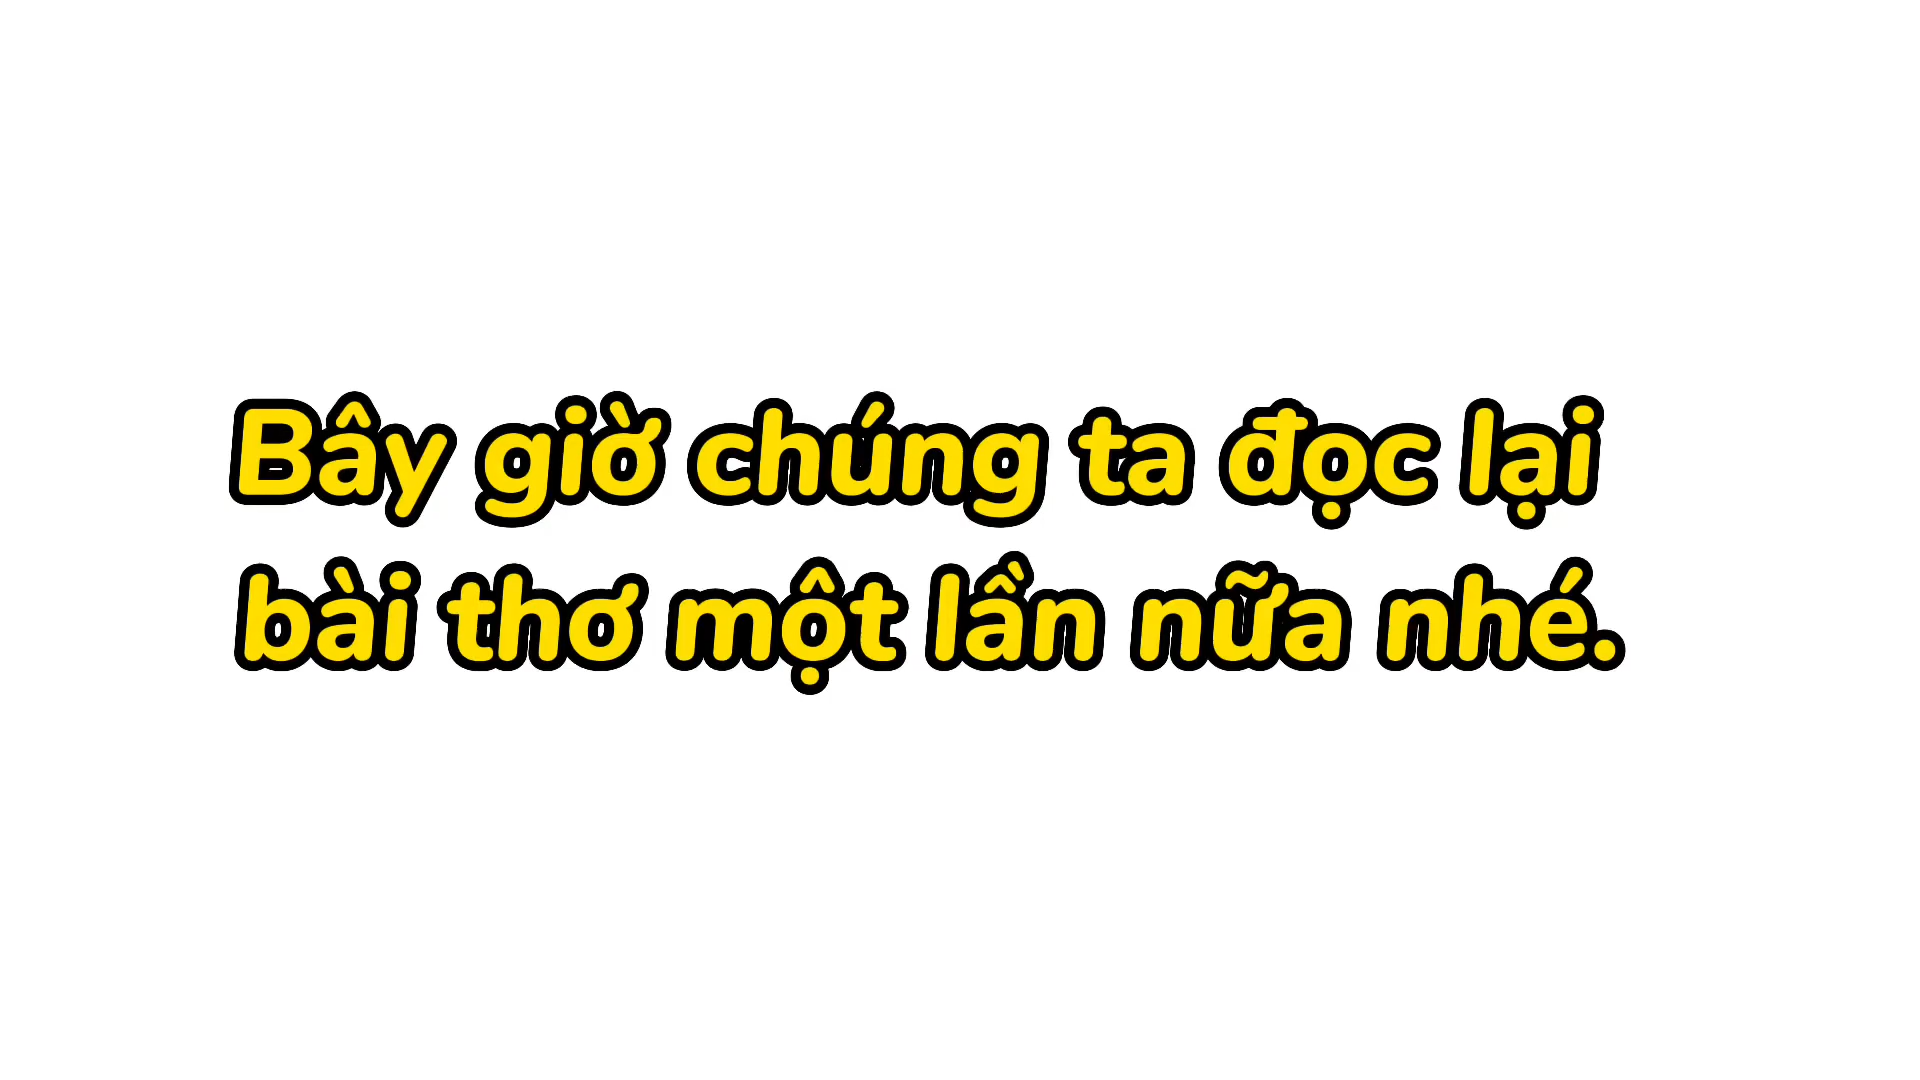 Bây giờ chúng ta đọc lại
bài thơ một lần nữa nhé.